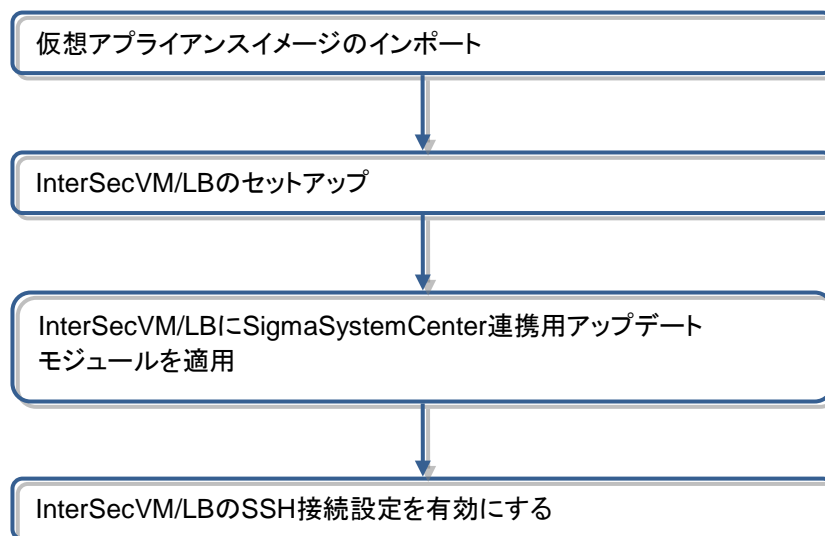 仮想アプライアンスイメージのインポート
InterSecVM/LBのセットアップ
InterSecVM/LBにSigmaSystemCenter連携用アップデート
モジュールを適用
InterSecVM/LBのSSH接続設定を有効にする